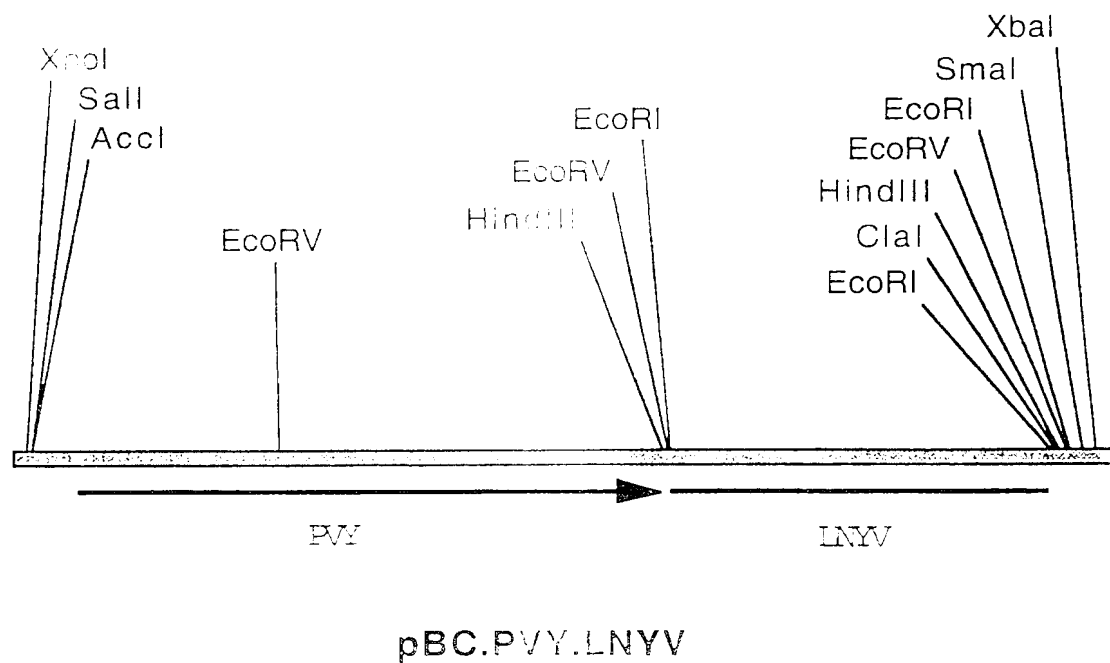 XhoI
SalI
AccI
EcoRV
HindIII
EcoRV
EcoRI
EcoRI
ClaI
HindIII
EcoRV
EcoRI
SmaI
XbaI
PVY
LNYV
pBC.PVY.LNYV